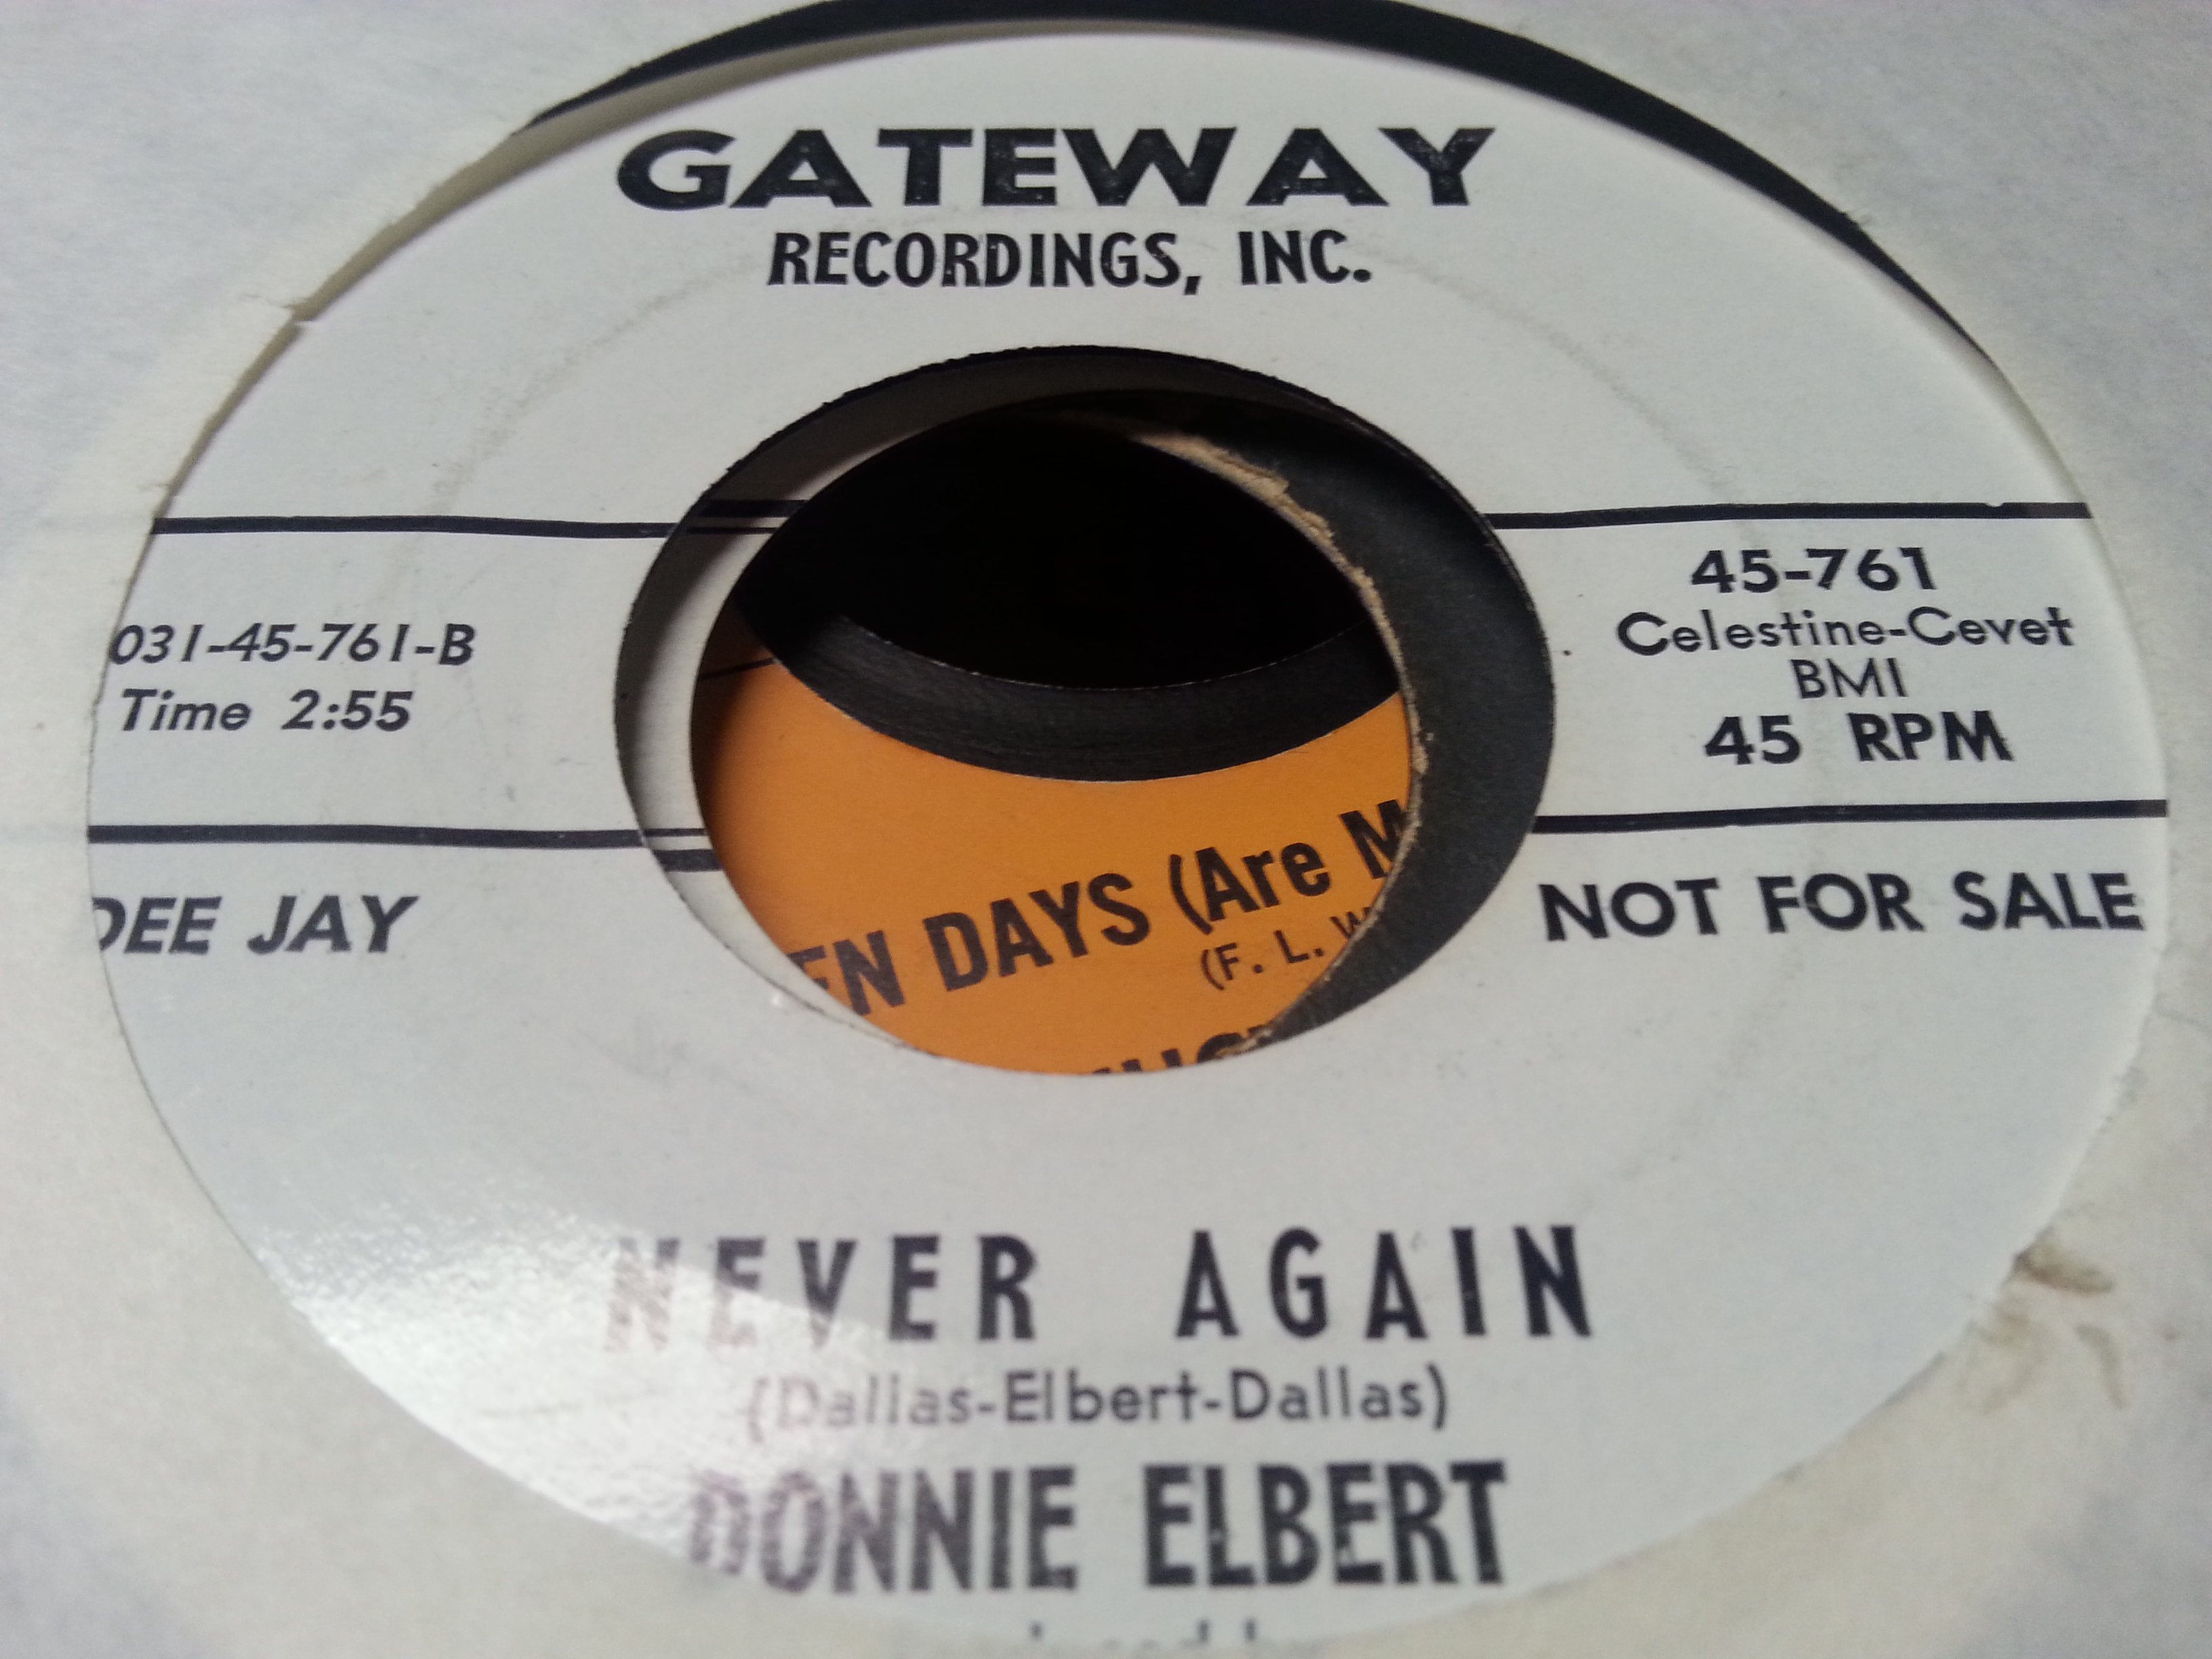 GATEWAY
RECORDINGS, INC.
031-45-761-B
Time 2:55
45-761
Celestine-Cevet
BMI
45 RPM
DEE JAY
NOT FOR SALE
DAYS (Are
(F. L.
NEVER AGAIN
(Dallas-Elbert-Dallas)
DONNIE ELBERT